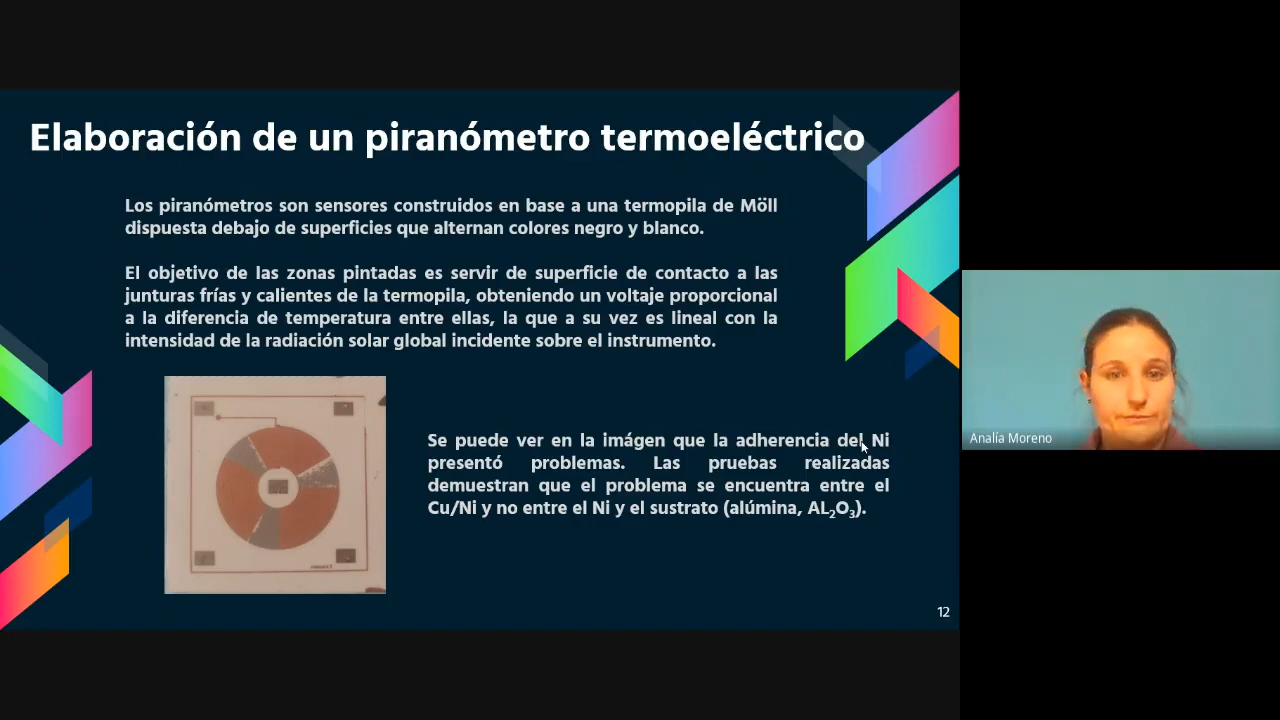 Elaboración de un piranómetro termoeléctrico
Los piranómetros son sensores construidos en base a una termopila de Möll
dispuesta debajo de superficies que alternan colores negro y blanco.
El objetivo de las zonas pintadas es servir de superficie de contacto a las
junturas frías y calientes de la termopila, obteniendo un voltaje proporcional
a la diferencia de temperatura entre ellas, la que a su vez es lineal con la
intensidad de la radiación solar global incidente sobre el instrumento.
Se puede ver en la imágen que la adherencia del Ni
presentó problemas. Las pruebas realizadas
demuestran que el problema se encuentra entre el
Cu/Ni y no entre el Ni y el sustrato (alúmina, AL₂O₃).
12
Analía Moreno